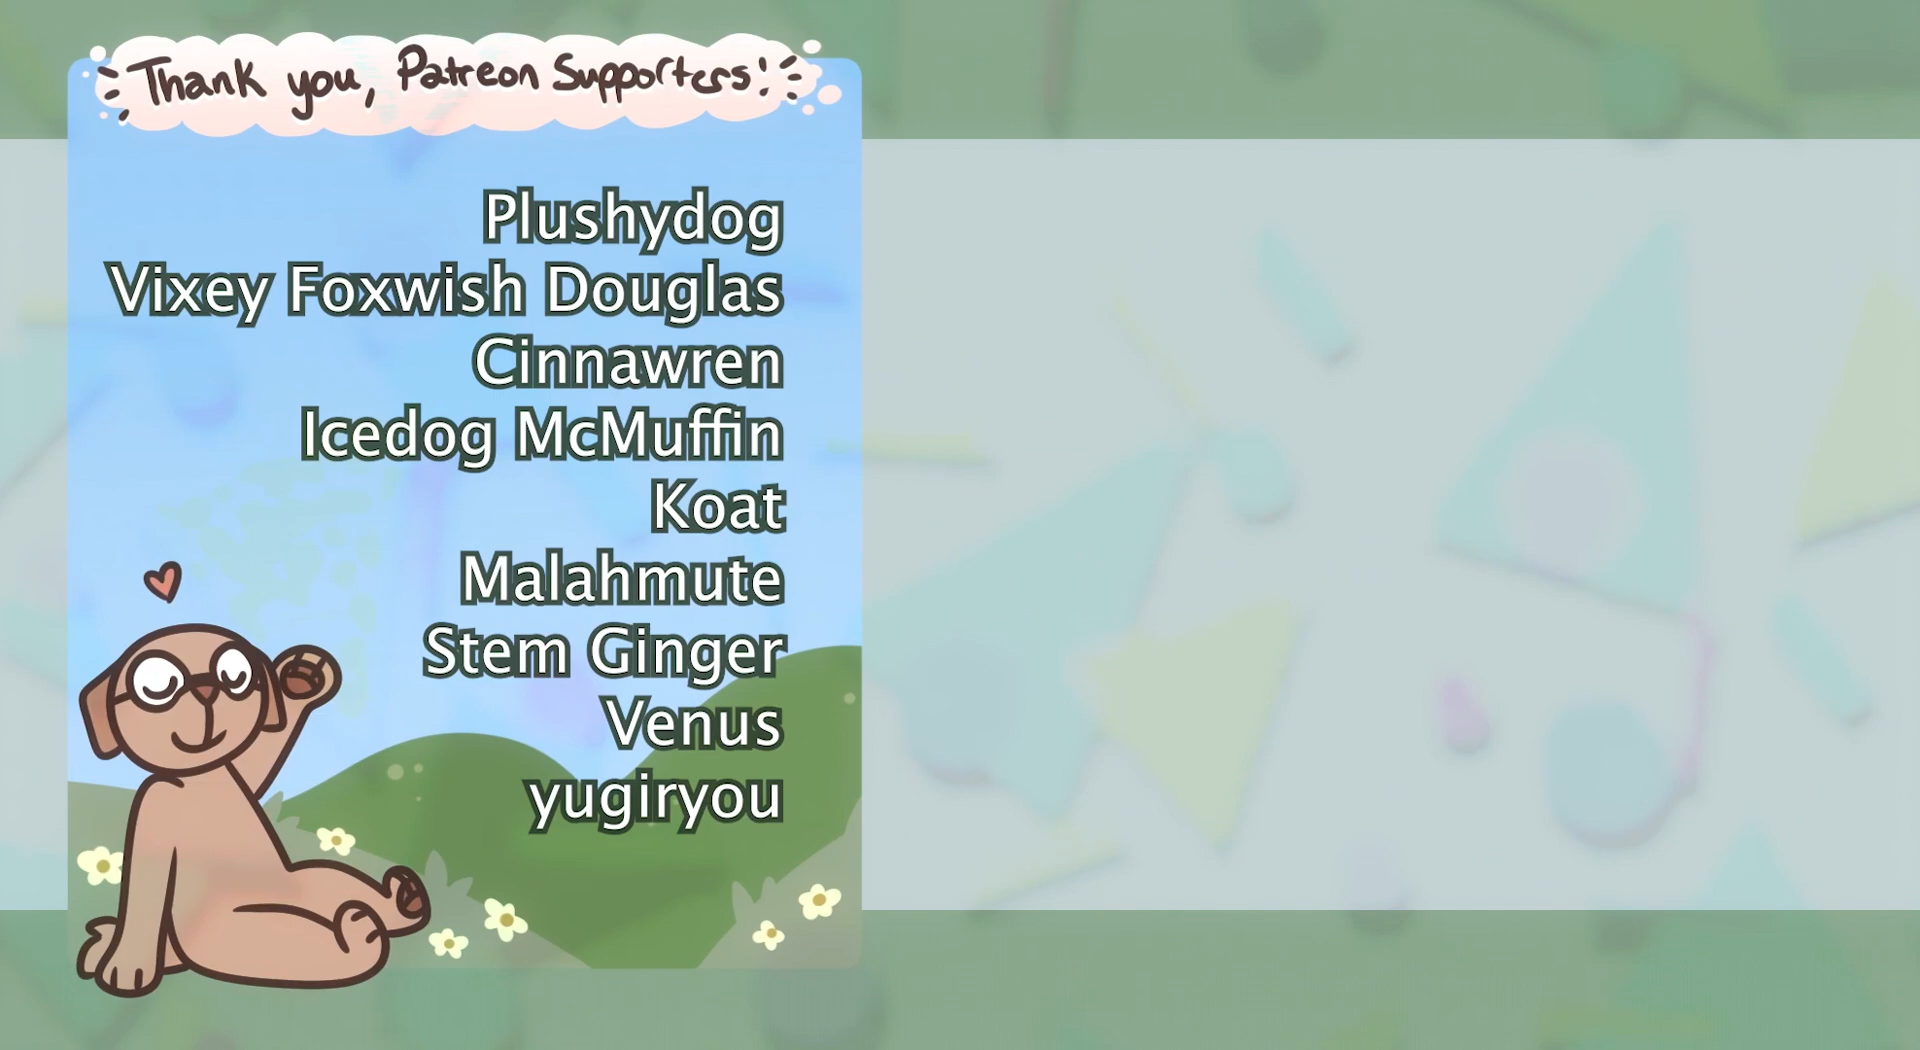 Thank you, Patreon Supporters!
Plushydog
Vixey Foxwish Douglas
Cinnawren
Icedog McMuffin
Koat
Malahmute
Stem Ginger
Venus
yugiryou